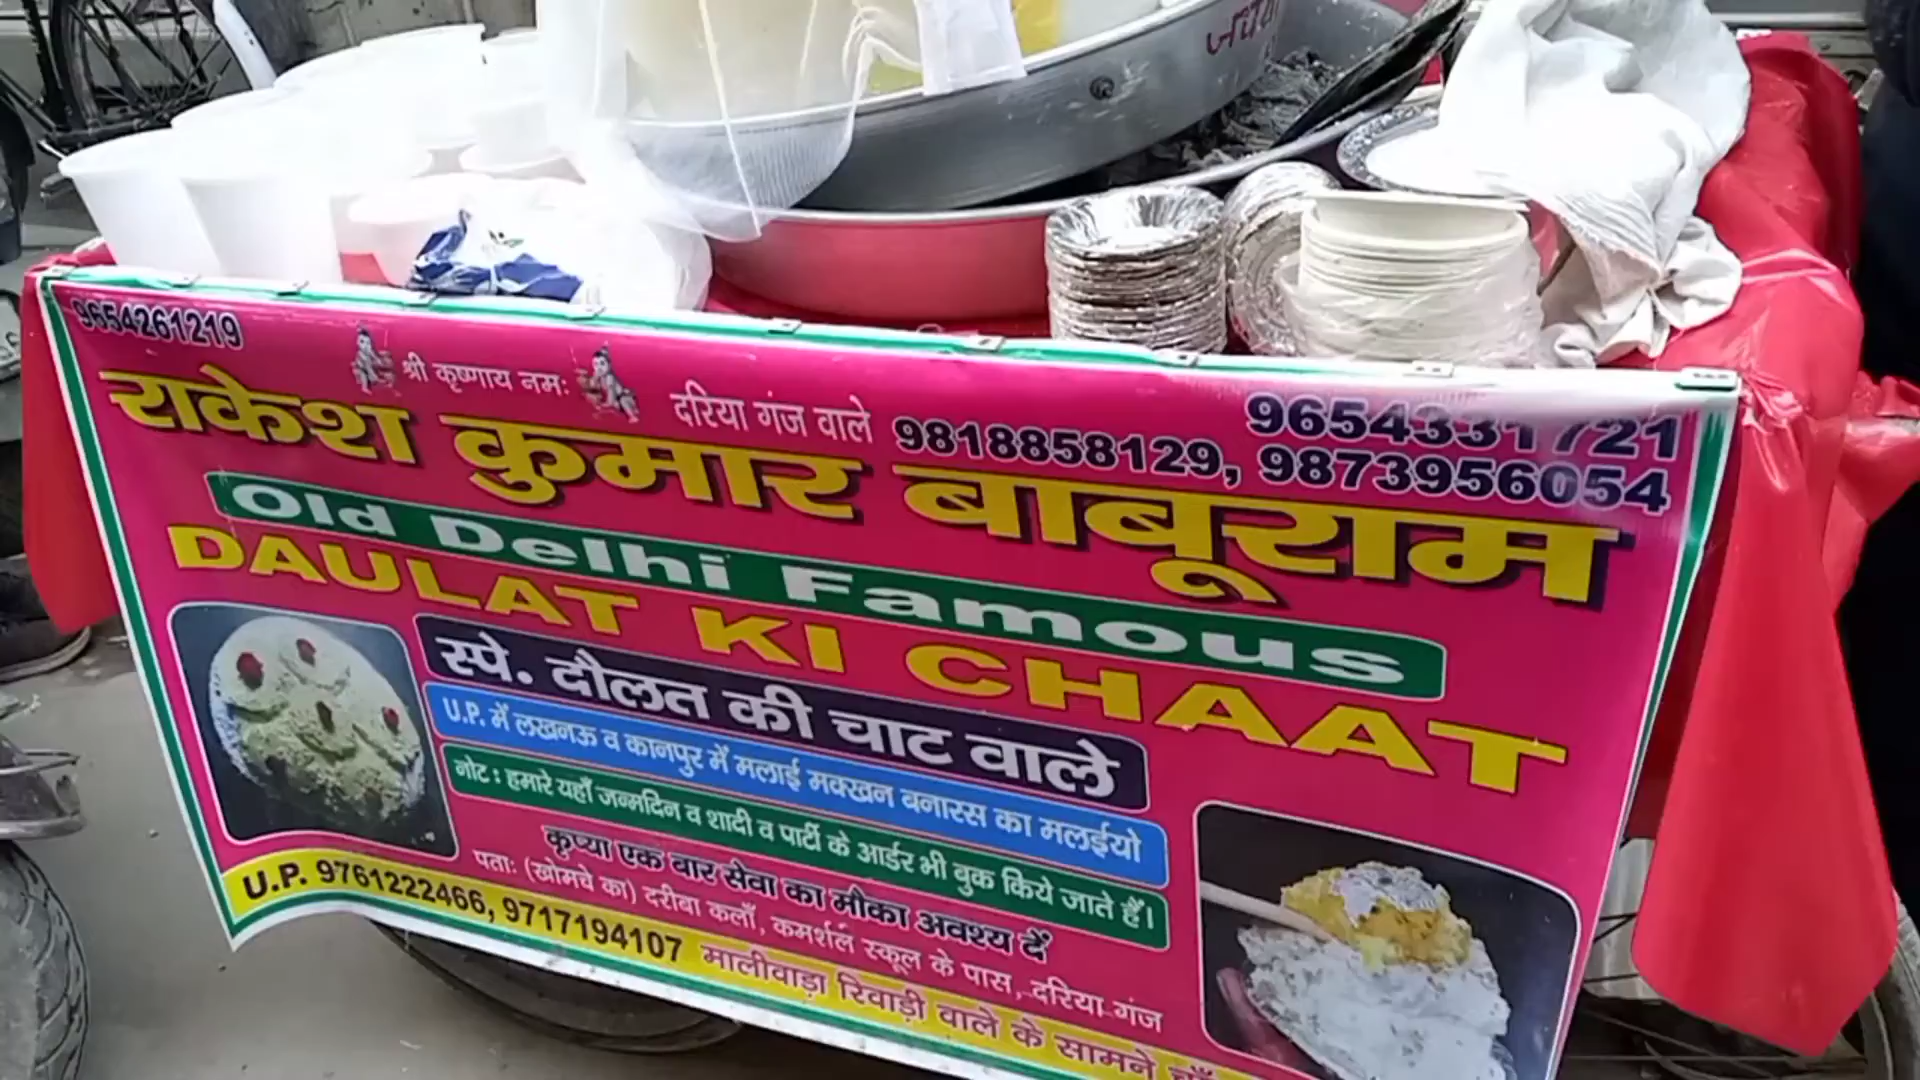 जय
9654261219
श्री कृष्णाय नमः
दरिया गंज वाले
9654331721
9818858129, 9873956054
राकेश कुमार बाबूराम
Old Delhi Famous
DAULAT KI CHAAT
स्पे. दौलत की चाट वाले
U.P. में लखनऊ व कानपुर में मलाई मक्खन बनारस का मलईयो
नोट : हमारे यहाँ जन्मदिन व शादी व पार्टी के आर्डर भी बुक किये जाते हैं।
कृप्या एक बार सेवा का मौका अवश्य दें
पताः (खोमचे का) दरीबा कलाँ, कमर्शल स्कूल के पास, दरिया गंज
U.P. 9761222466, 9717194107 मालीवाड़ा रिवाड़ी वाले के सामने